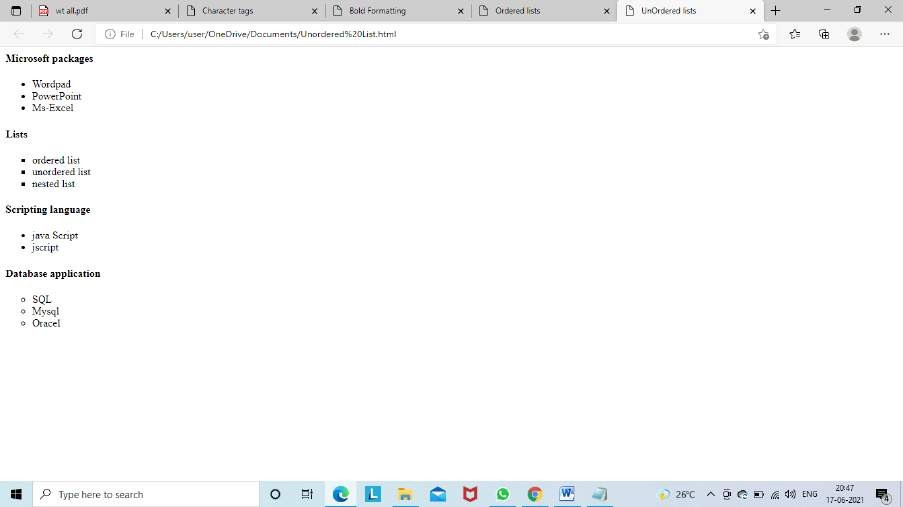 wt all.pdf
Character tags
Bold Formatting
Ordered lists
UnOrdered lists
File
C:/Users/user/OneDrive/Documents/Unordered%20List.html
Microsoft packages
Wordpad
PowerPoint
Ms-Excel
Lists
ordered list
unordered list
nested list
Scripting language
java Script
jscript
Database application
SQL
Mysql
Oracel
Type here to search
26°C
ENG
20:47
17-06-2021
4